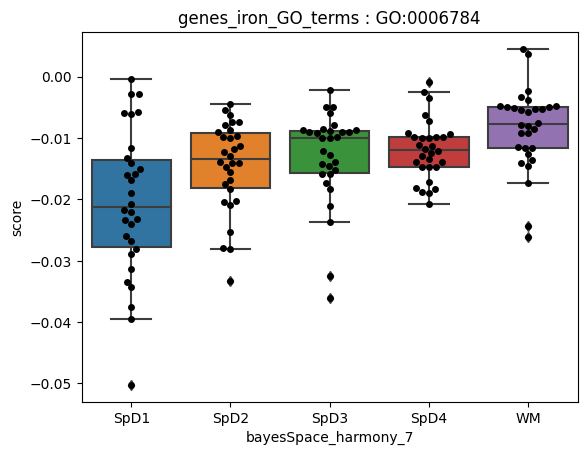 genes_iron_GO_terms : GO:0006784
score
0.00
−0.01
−0.02
−0.03
−0.04
−0.05
SpD1 SpD2 SpD3 SpD4 WM
bayesSpace_harmony_7